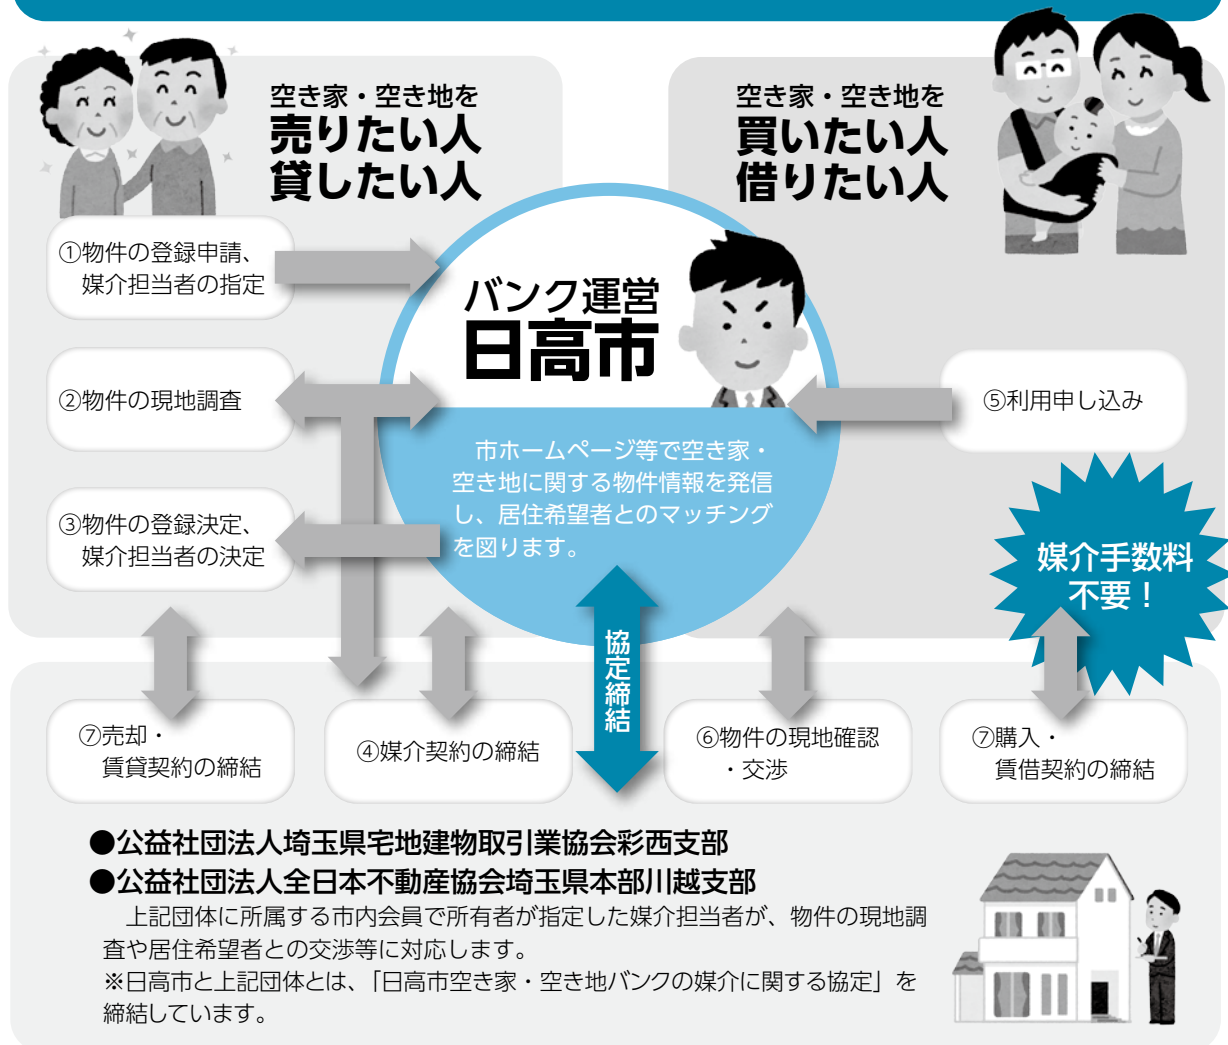 空き家・空き地を
売りたい人
貸したい人
空き家・空き地を
買いたい人
借りたい人
①物件の登録申請、
媒介担当者の指定
②物件の現地調査
③物件の登録決定、
媒介担当者の決定
バンク運営
日高市
市ホームページ等で空き家・
空き地に関する物件情報を発信
し、居住希望者とのマッチング
を図ります。
⑤利用申し込み
媒介手数料
不要！
協定締結
⑦売却・
賃貸契約の締結
④媒介契約の締結
⑥物件の現地確認
・交渉
⑦購入・
賃借契約の締結
●公益社団法人埼玉県宅地建物取引業協会彩西支部
●公益社団法人全日本不動産協会埼玉県本部川越支部
上記団体に所属する市内会員で所有者が指定した媒介担当者が、物件の現地調
査や居住希望者との交渉等に対応します。
※日高市と上記団体とは、「日高市空き家・空き地バンクの媒介に関する協定」を
締結しています。